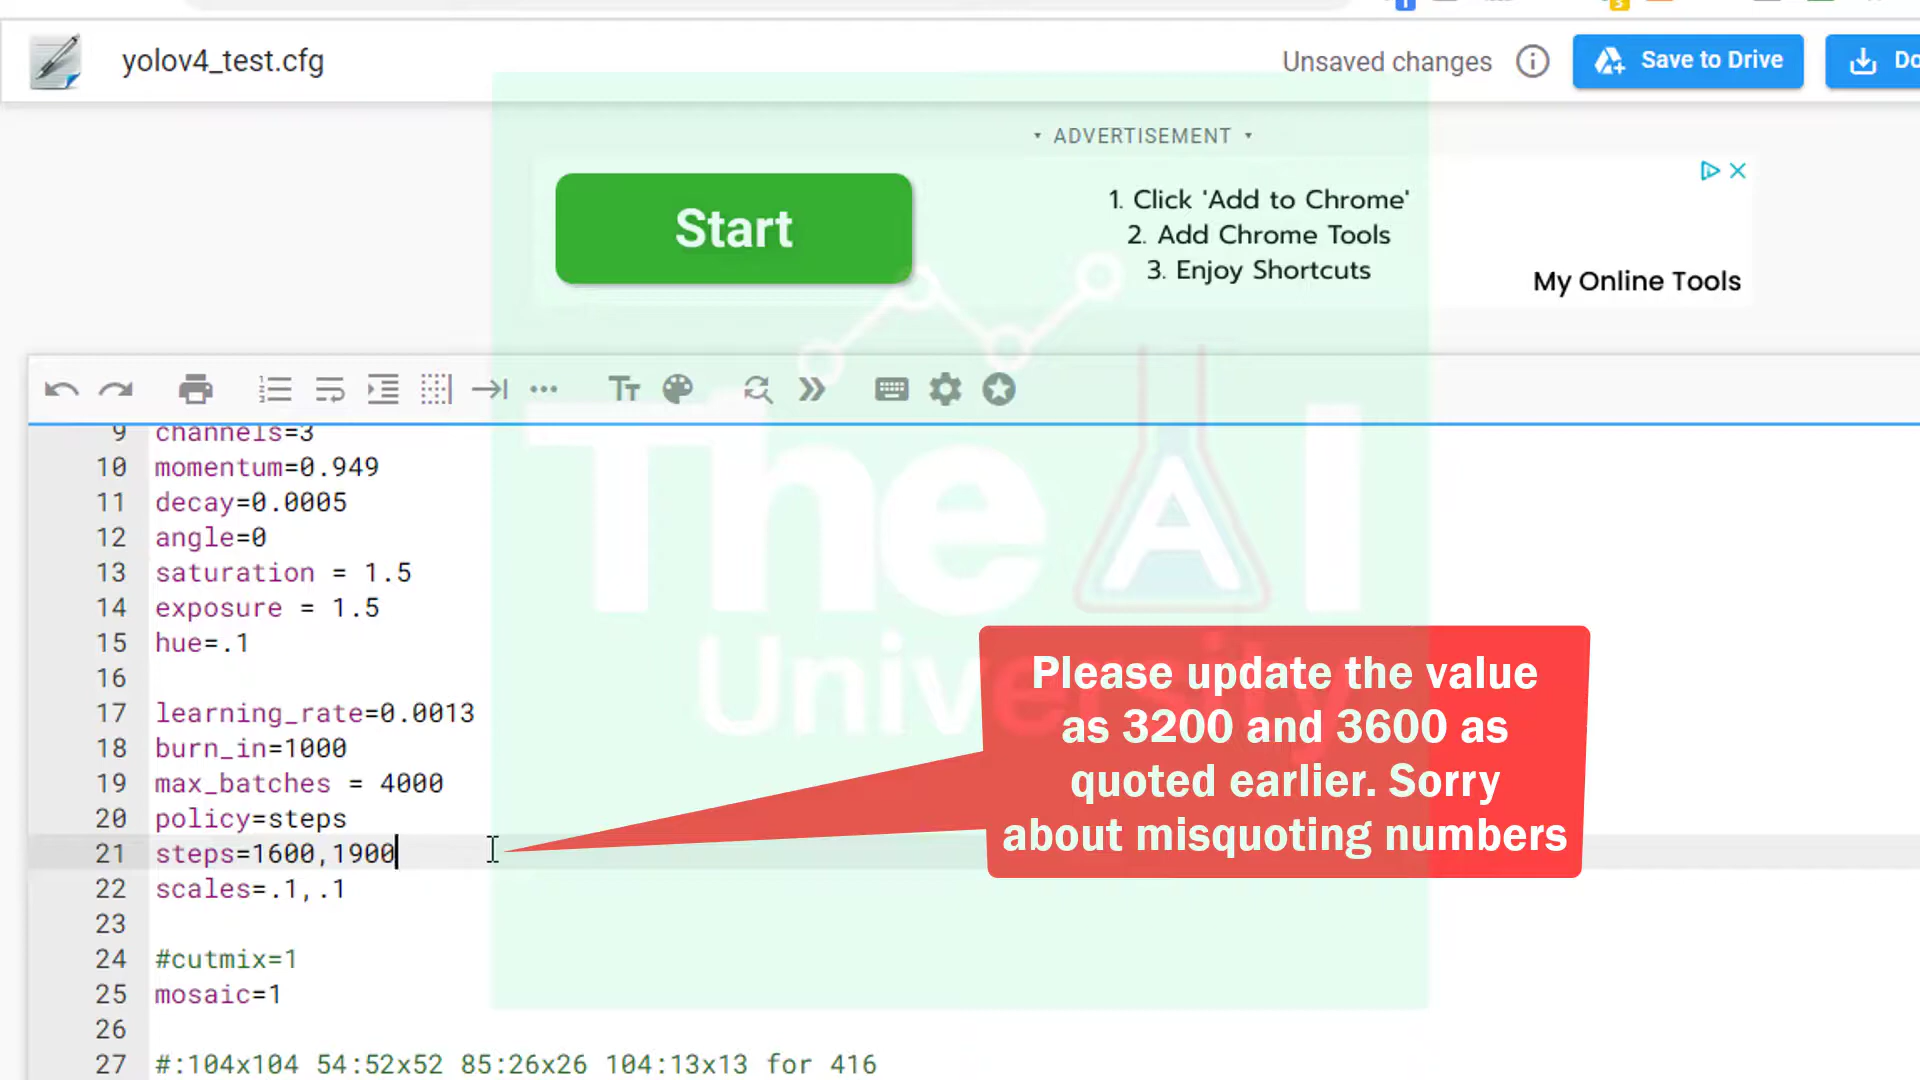 yolov4_test.cfg
Unsaved changes
Save to Drive
Do
ADVERTISEMENT
Start
1. Click 'Add to Chrome'
2. Add Chrome Tools
3. Enjoy Shortcuts
My Online Tools
9 channels=3
10 momentum=0.949
11 decay=0.0005
12 angle=0
13 saturation = 1.5
14 exposure = 1.5
15 hue=.1
16
17 learning_rate=0.0013
18 burn_in=1000
19 max_batches = 4000
20 policy=steps
21 steps=1600,1900
22 scales=.1,.1
23
24 #cutmix=1
25 mosaic=1
26
27 #:104x104 54:52x52 85:26x26 104:13x13 for 416
The AI
University
Please update the value
as 3200 and 3600 as
quoted earlier. Sorry
about misquoting numbers